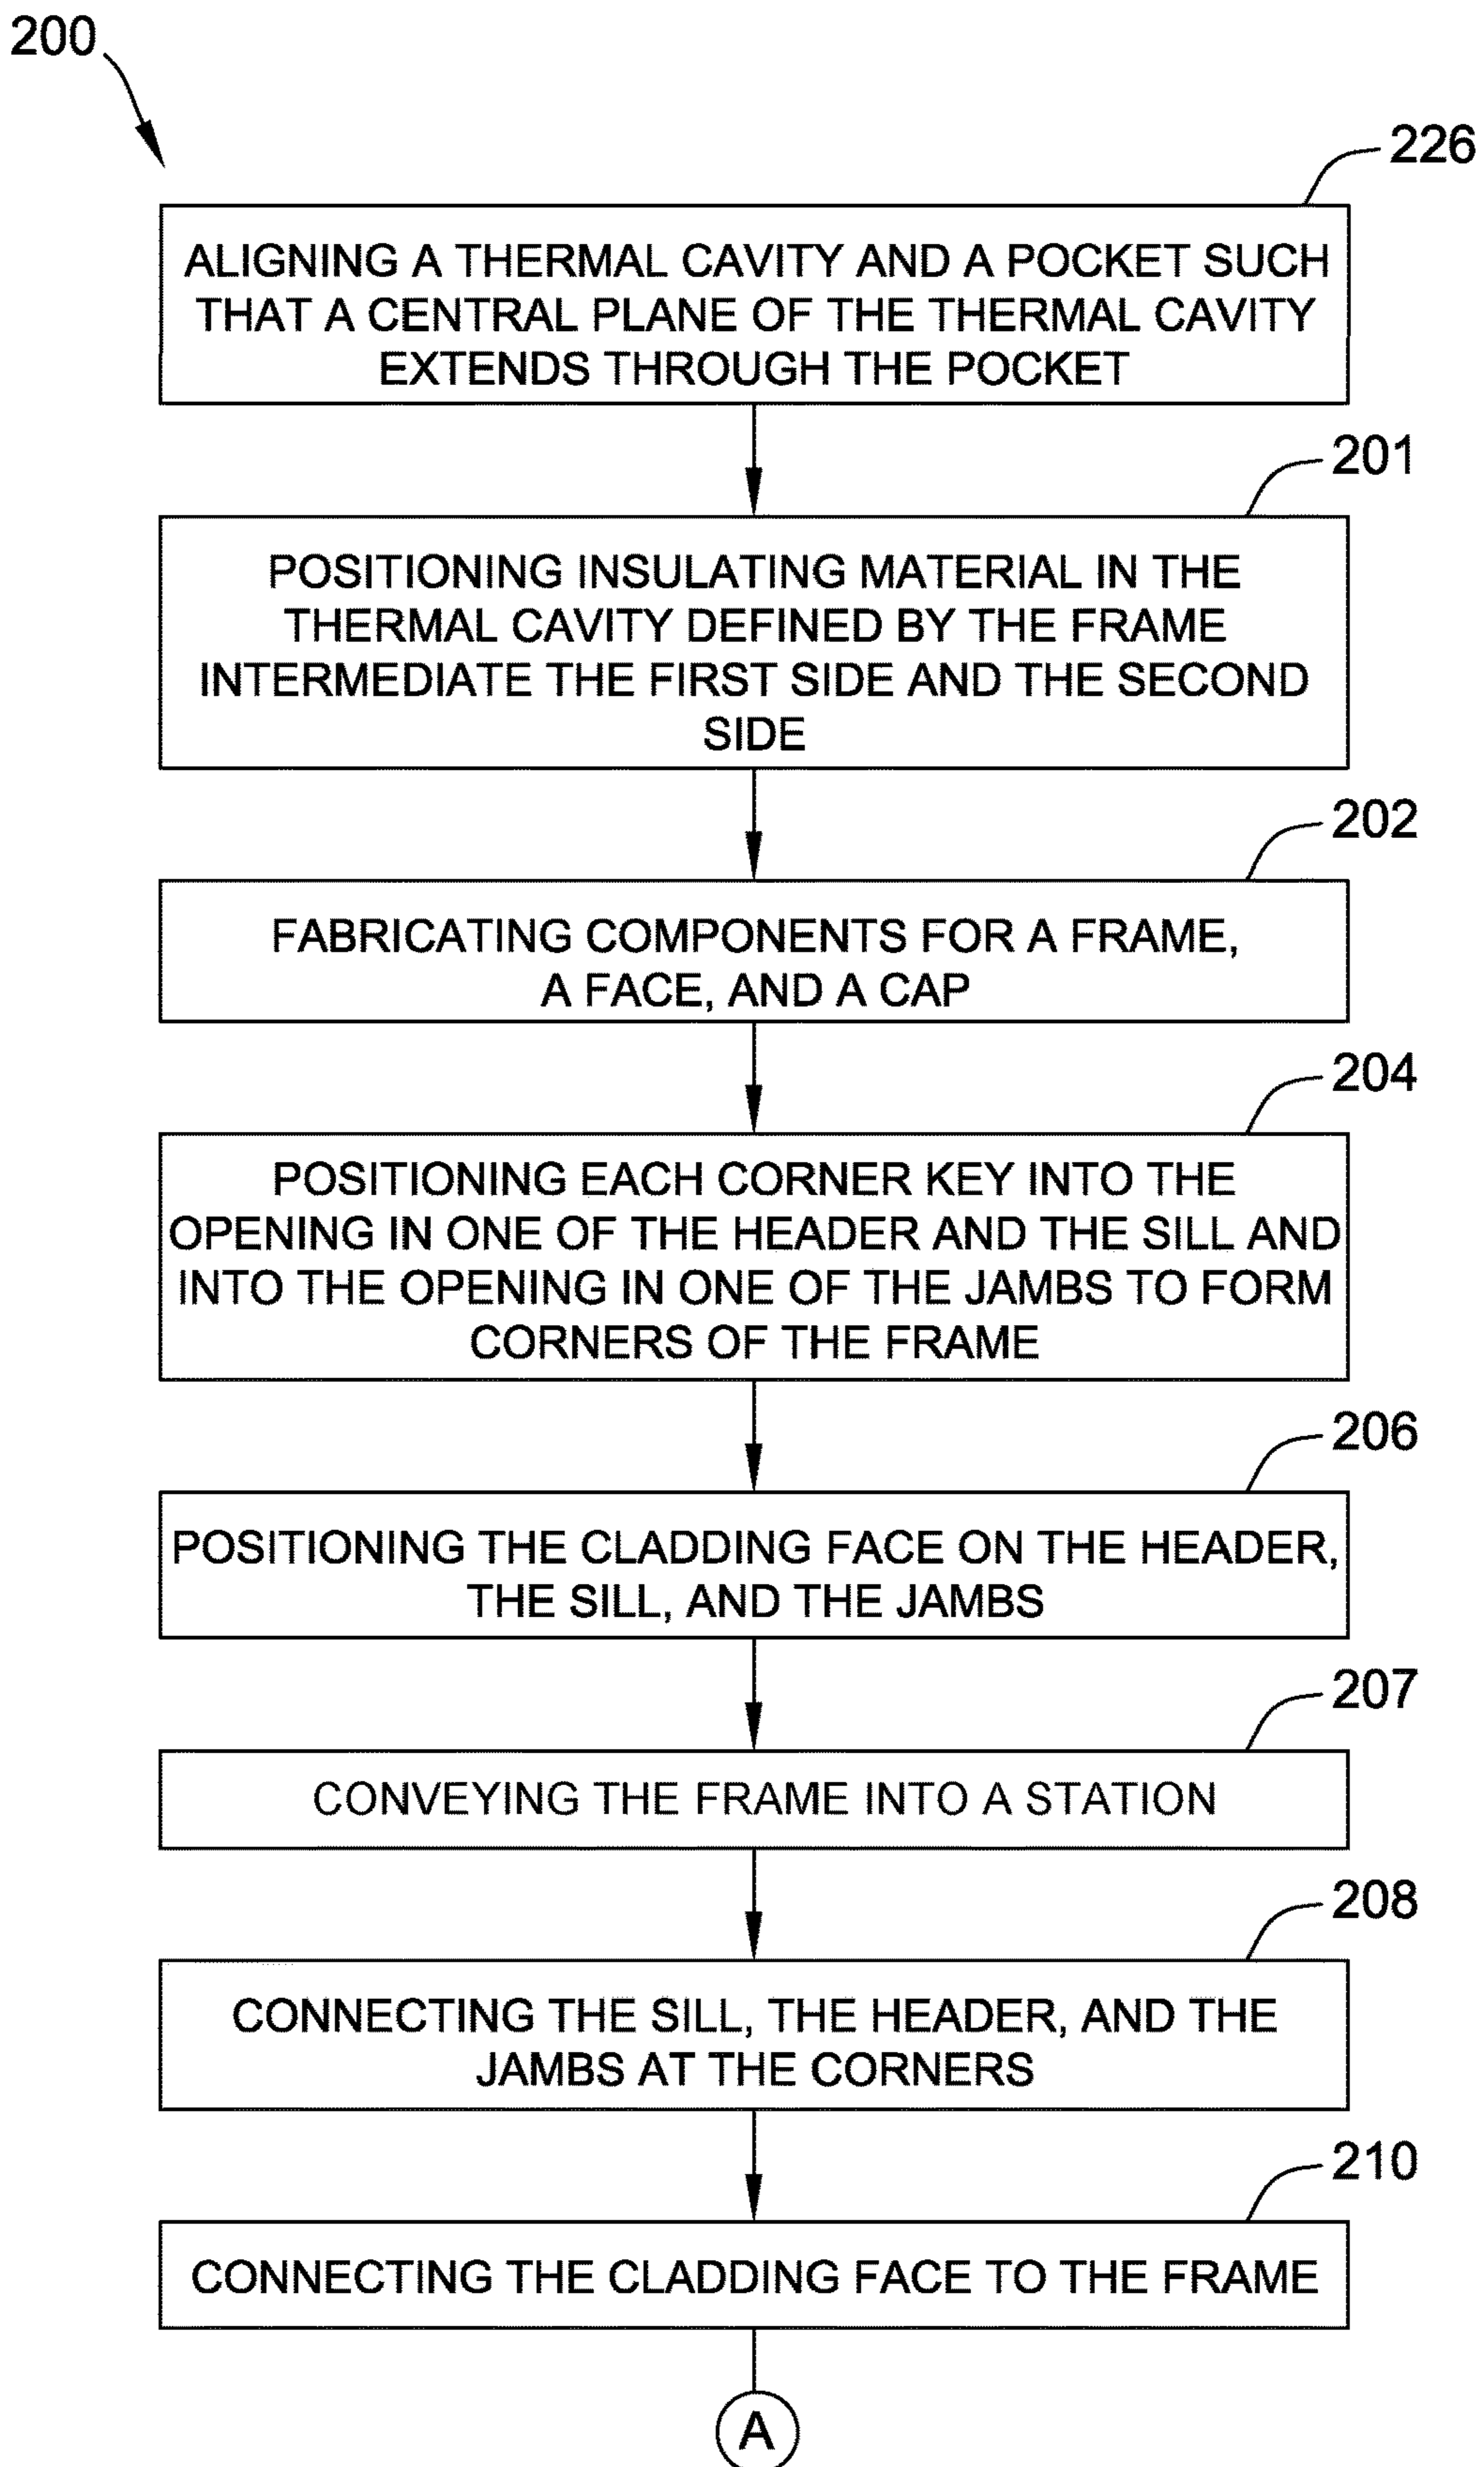 200
226
ALIGNING A THERMAL CAVITY AND A POCKET SUCH
THAT A CENTRAL PLANE OF THE THERMAL CAVITY
EXTENDS THROUGH THE POCKET
201
POSITIONING INSULATING MATERIAL IN THE
THERMAL CAVITY DEFINED BY THE FRAME
INTERMEDIATE THE FIRST SIDE AND THE SECOND
SIDE
202
FABRICATING COMPONENTS FOR A FRAME,
A FACE, AND A CAP
204
POSITIONING EACH CORNER KEY INTO THE
OPENING IN ONE OF THE HEADER AND THE SILL AND
INTO THE OPENING IN ONE OF THE JAMBS TO FORM
CORNERS OF THE FRAME
206
POSITIONING THE CLADDING FACE ON THE HEADER,
THE SILL, AND THE JAMBS
207
CONVEYING THE FRAME INTO A STATION
208
CONNECTING THE SILL, THE HEADER, AND THE
JAMBS AT THE CORNERS
210
CONNECTING THE CLADDING FACE TO THE FRAME
A